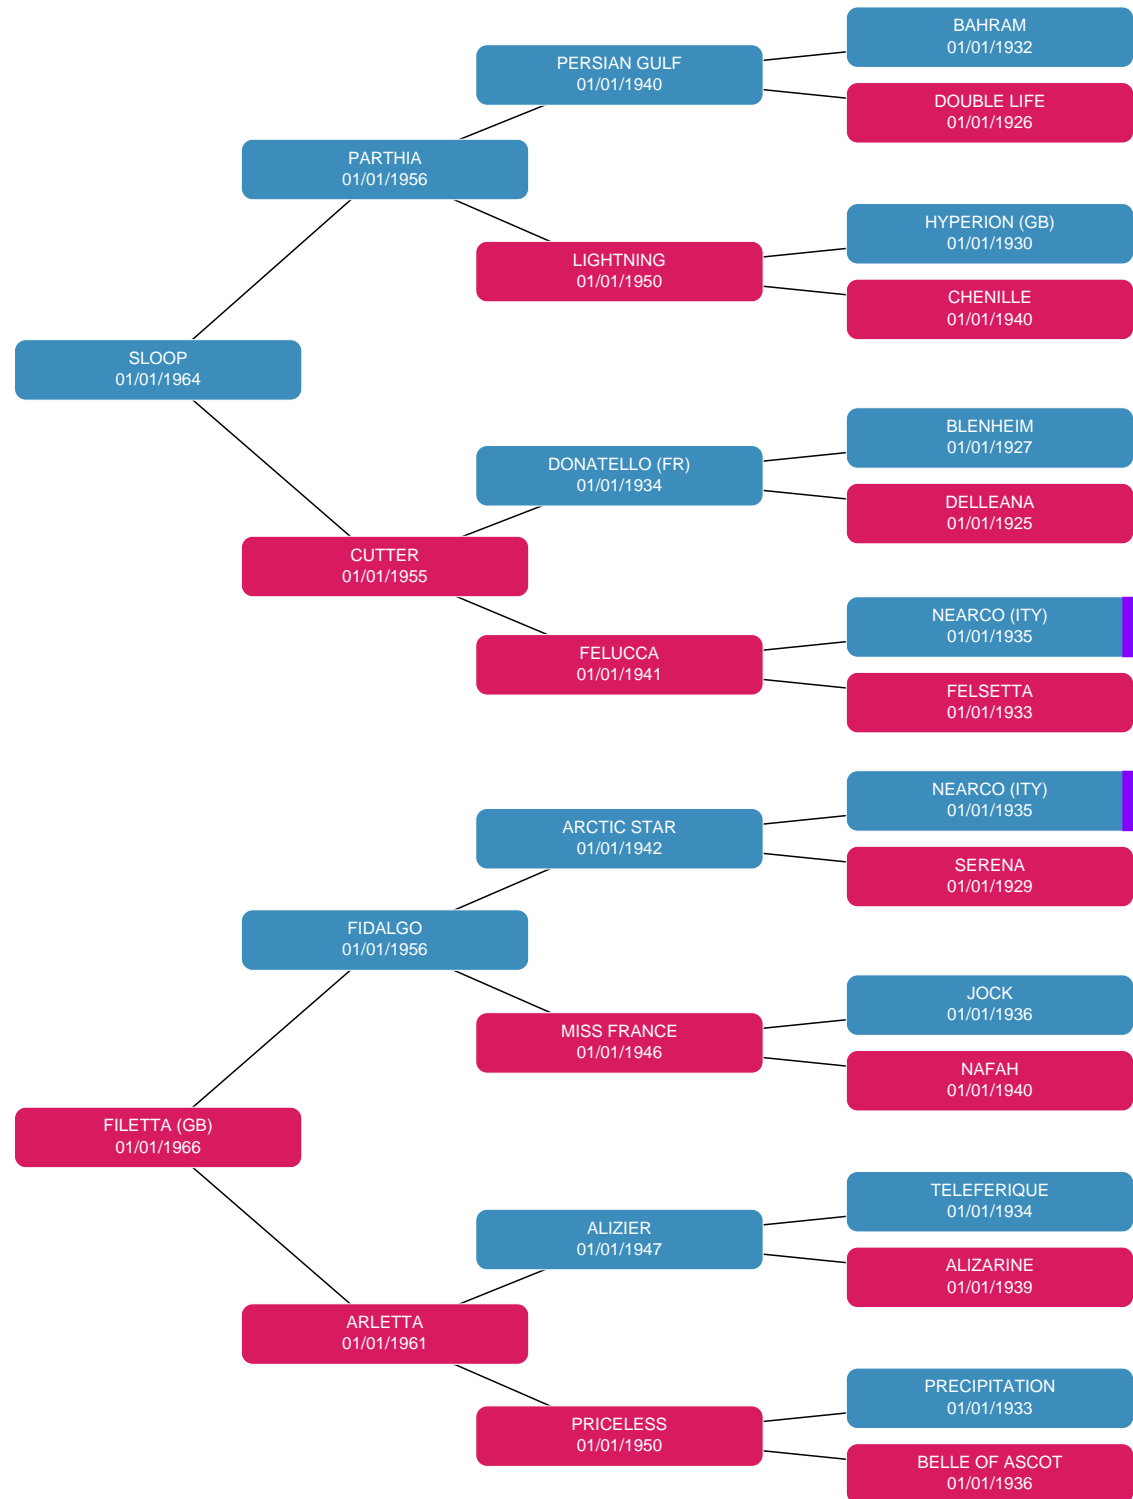 BAHRAM
01/01/1932
PERSIAN GULF
01/01/1940
DOUBLE LIFE
01/01/1926
PARTHIA
01/01/1956
HYPERION (GB)
01/01/1930
LIGHTNING
01/01/1950
CHENILLE
01/01/1940
SLOOP
01/01/1964
BLENHEIM
01/01/1927
DONATELLO (FR)
01/01/1934
DELLEANA
01/01/1925
CUTTER
01/01/1955
NEARCO (ITY)
01/01/1935
FELUCCA
01/01/1941
FELSETTA
01/01/1933
NEARCO (ITY)
01/01/1935
ARCTIC STAR
01/01/1942
SERENA
01/01/1929
FIDALGO
01/01/1956
JOCK
01/01/1936
MISS FRANCE
01/01/1946
NAFAH
01/01/1940
FILETTA (GB)
01/01/1966
TELEFERIQUE
01/01/1934
ALIZIER
01/01/1947
ALIZARINE
01/01/1939
ARLETTA
01/01/1961
PRECIPITATION
01/01/1933
PRICELESS
01/01/1950
BELLE OF ASCOT
01/01/1936